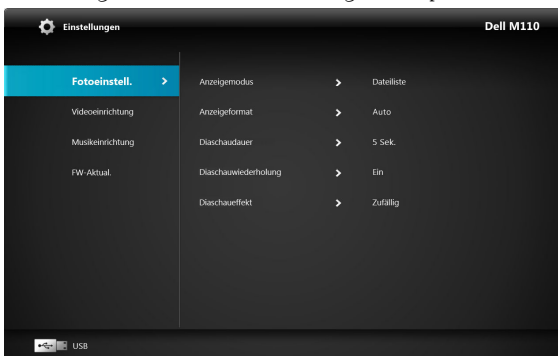 Einstellungen
Dell M110
Fotoeinstell.
Anzeigemodus
Dateiliste
Videoeinrichtung
Anzeigeformat
Auto
Musikeinrichtung
Diaschaudauer
5 Sek.
FW-Aktual.
Diaschauwiederholung
Ein
Diaschaueffekt
Zufällig
USB